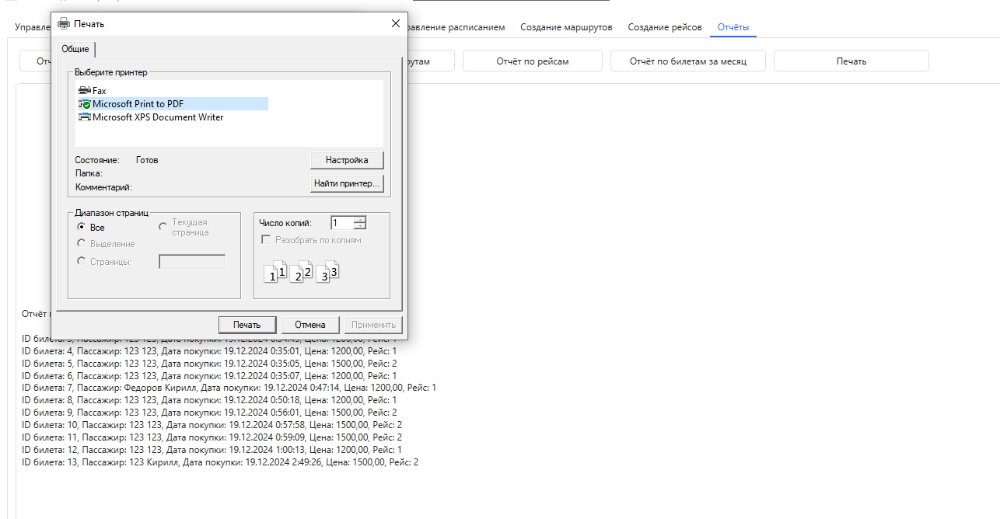 Печать
Управле
равление расписанием
Создание маршрутов
Создание рейсов
Отчёты
Общие
Отч
рутам
Отчёт по рейсам
Отчёт по билетам за месяц
Печать
Выберите принтер
Fax
Microsoft Print to PDF
Microsoft XPS Document Writer
Состояние: Готов
Настройка
Папка:
Комментарий:
Найти принтер...
Диапазон страниц
Все
Текущая
страница
Выделение
Страницы:
Число копий: 1
Разобрать по копиям
1 1 2 2 3 3
Отчёт
Печать
Отмена
Применить
ID билета: 3, Пассажир: 123 123, Дата покупки: 19.12.2024 0:34:45, Цена: 1200,00, Рейс: 1
ID билета: 4, Пассажир: 123 123, Дата покупки: 19.12.2024 0:35:01, Цена: 1200,00, Рейс: 1
ID билета: 5, Пассажир: 123 123, Дата покупки: 19.12.2024 0:35:05, Цена: 1500,00, Рейс: 2
ID билета: 6, Пассажир: 123 123, Дата покупки: 19.12.2024 0:35:07, Цена: 1200,00, Рейс: 1
ID билета: 7, Пассажир: Федоров Кирилл, Дата покупки: 19.12.2024 0:47:14, Цена: 1200,00, Рейс: 1
ID билета: 8, Пассажир: 123 123, Дата покупки: 19.12.2024 0:50:18, Цена: 1200,00, Рейс: 1
ID билета: 9, Пассажир: 123 123, Дата покупки: 19.12.2024 0:56:01, Цена: 1500,00, Рейс: 2
ID билета: 10, Пассажир: 123 123, Дата покупки: 19.12.2024 0:57:58, Цена: 1500,00, Рейс: 2
ID билета: 11, Пассажир: 123 123, Дата покупки: 19.12.2024 0:59:09, Цена: 1500,00, Рейс: 2
ID билета: 12, Пассажир: 123 123, Дата покупки: 19.12.2024 1:00:13, Цена: 1200,00, Рейс: 1
ID билета: 13, Пассажир: 123 Кирилл, Дата покупки: 19.12.2024 2:49:26, Цена: 1500,00, Рейс: 2